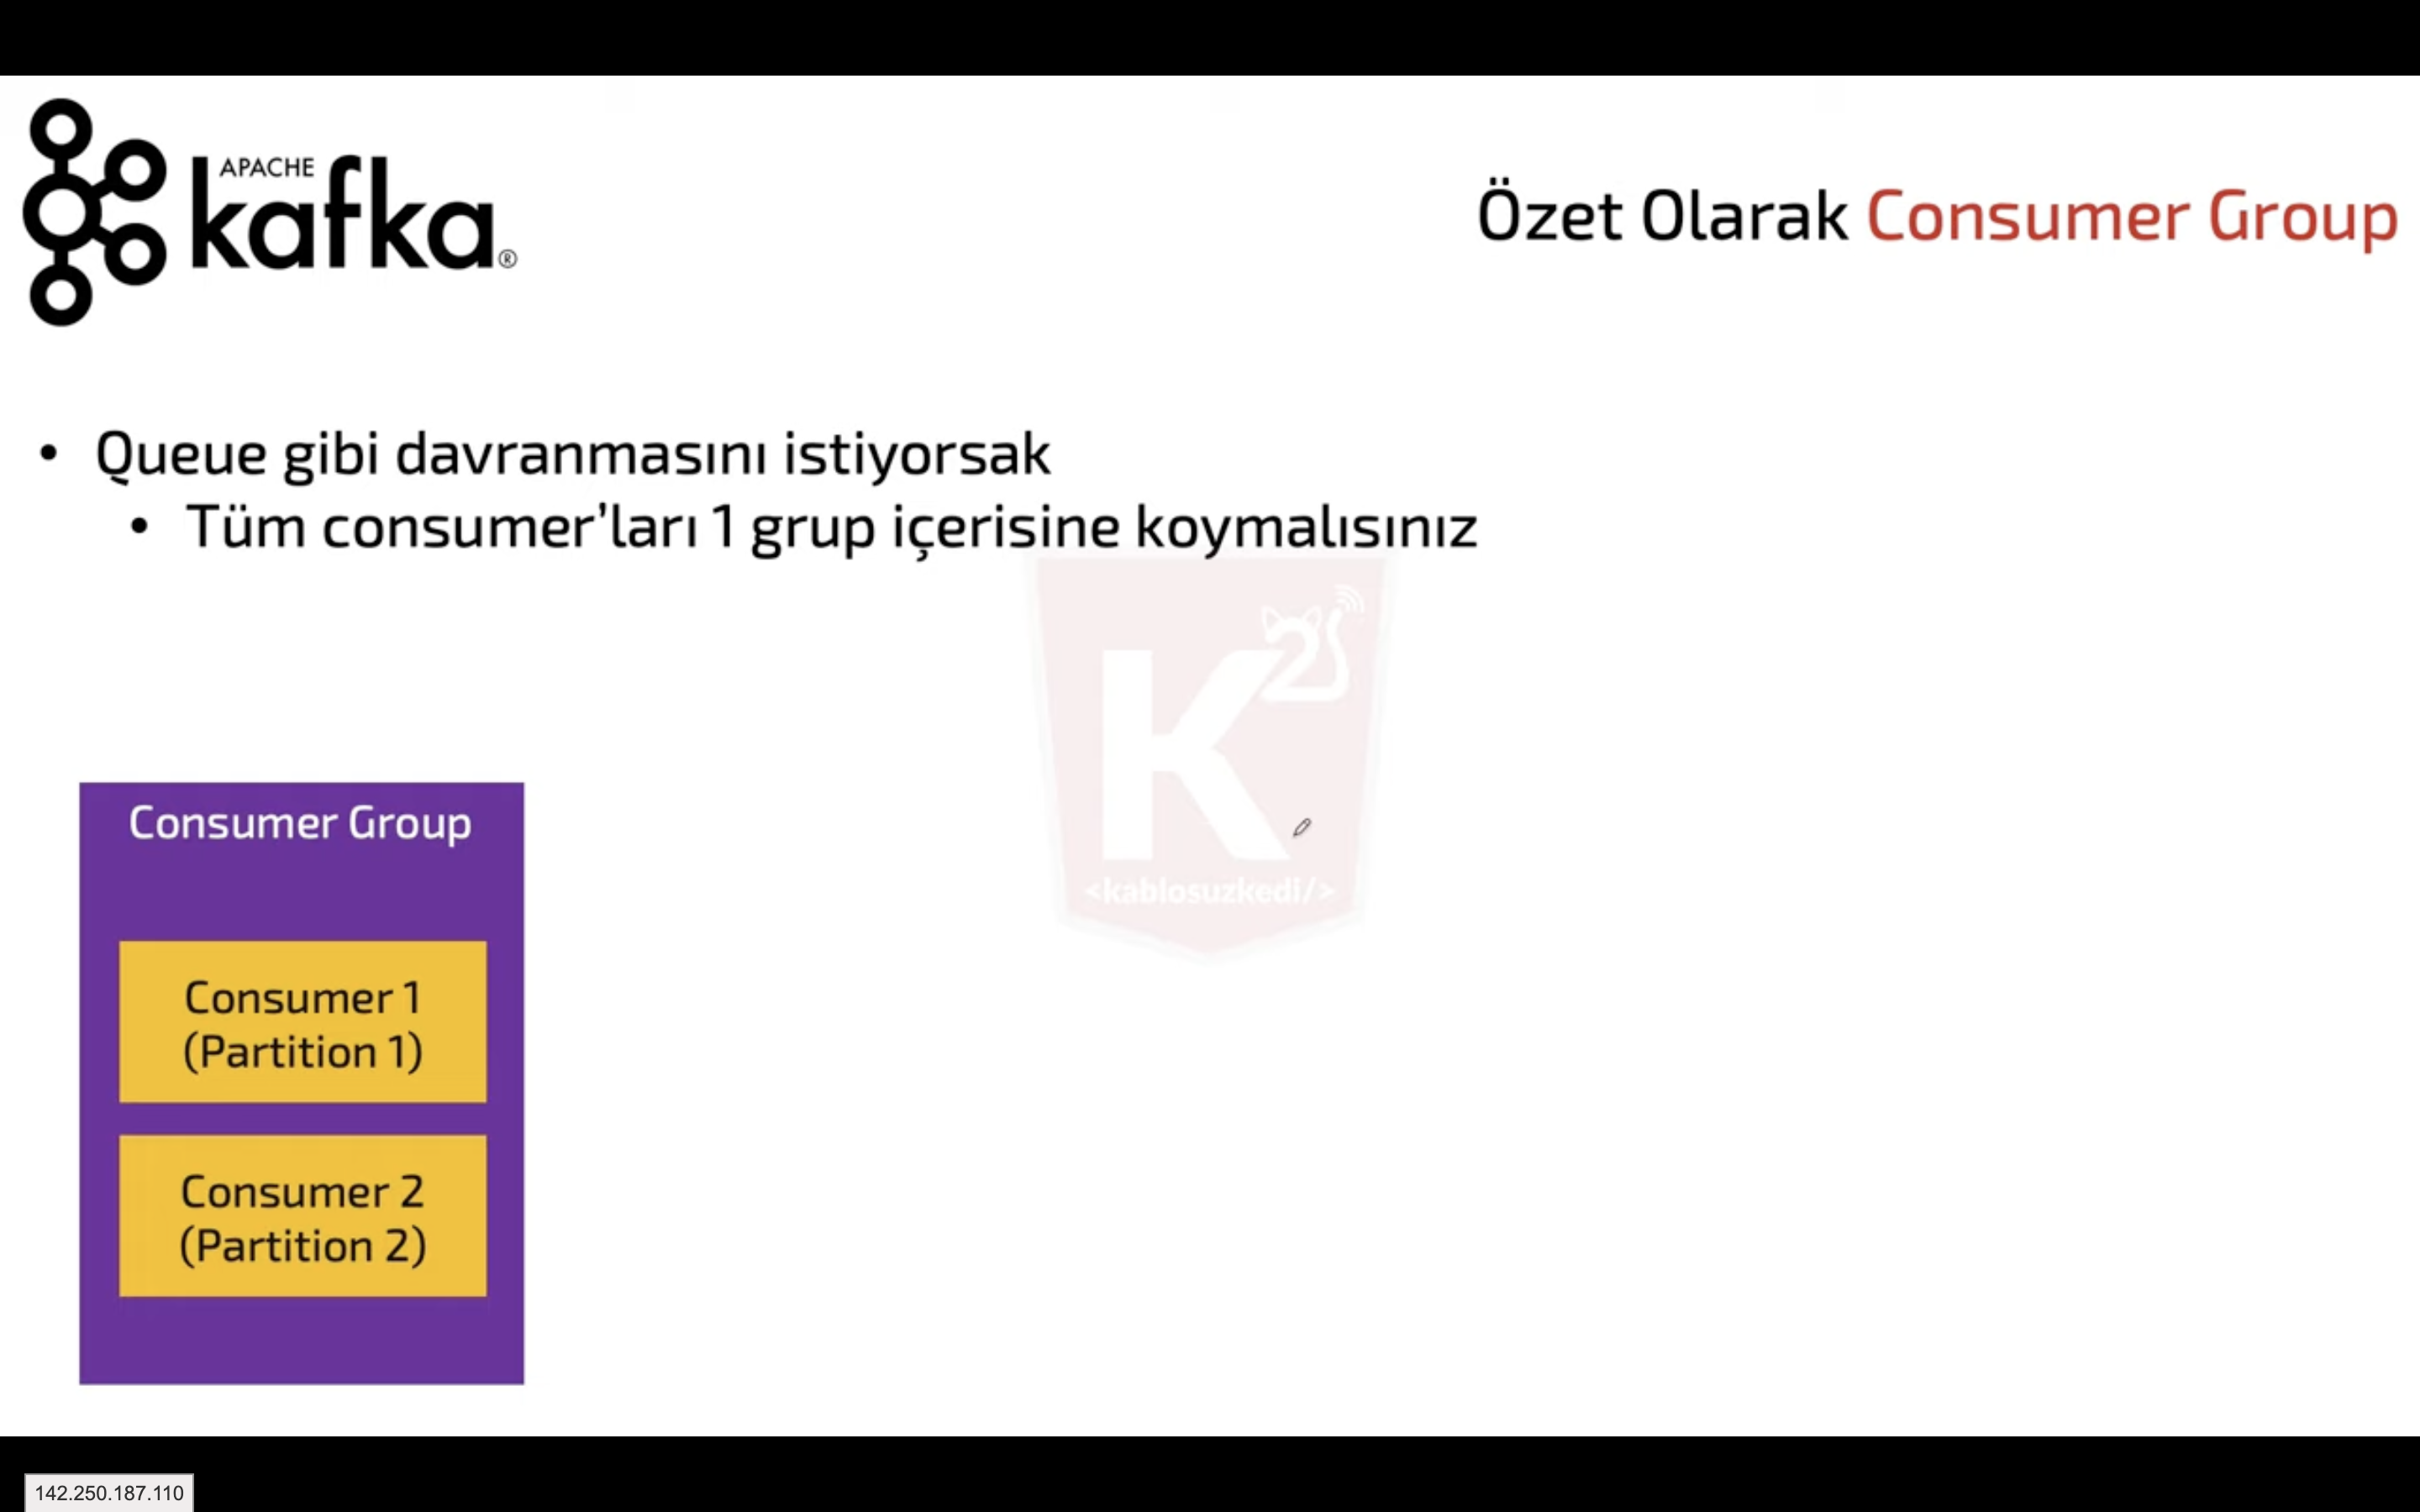 APACHE
kafka®
Özet Olarak Consumer Group
• Queue gibi davranmasını istiyorsak
• Tüm consumer’ları 1 grup içerisine koymalısınız
K2
<kablosuzkedi/>
Consumer Group
Consumer 1
(Partition 1)
Consumer 2
(Partition 2)
142.250.187.110